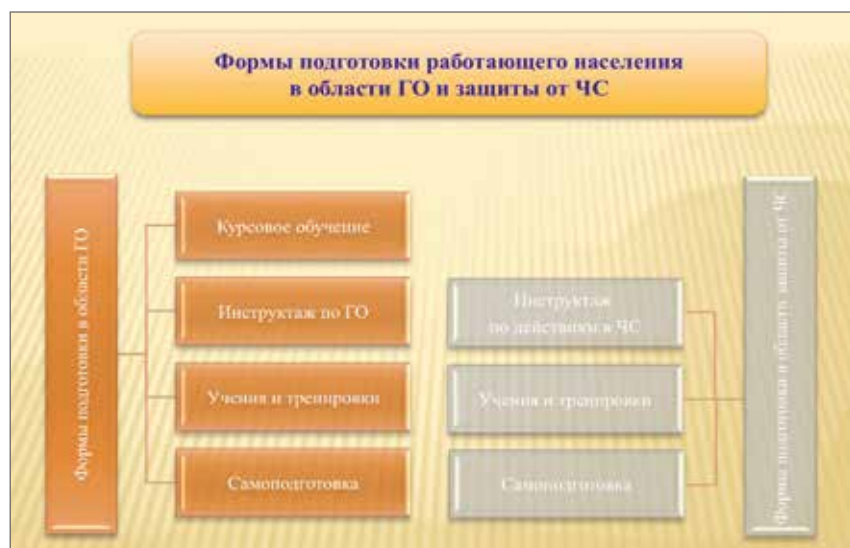 Формы подготовки работающего населения
в области ГО и защиты от ЧС
Формы подготовки в области ГО
Курсовое обучение
Инструктаж по ГО
Учения и тренировки
Самоподготовка
Инструктаж
по действиям в ЧС
Учения и тренировки
Самоподготовка
Формы подготовки в области защиты от ЧС